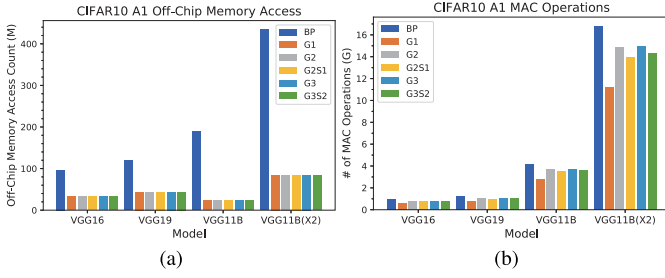 CIFAR10 A1 Off-Chip Memory Access
Off-Chip Memory Access Count (M)
400
300
200
100
0
BP
G1
G2
G2S1
G3
G3S2
VGG16 VGG19 VGG11B VGG11B(X2)
Model
(a)
CIFAR10 A1 MAC Operations
# of MAC Operations (G)
16
14
12
10
8
6
4
2
0
BP
G1
G2
G2S1
G3
G3S2
VGG16 VGG19 VGG11B VGG11B(X2)
Model
(b)